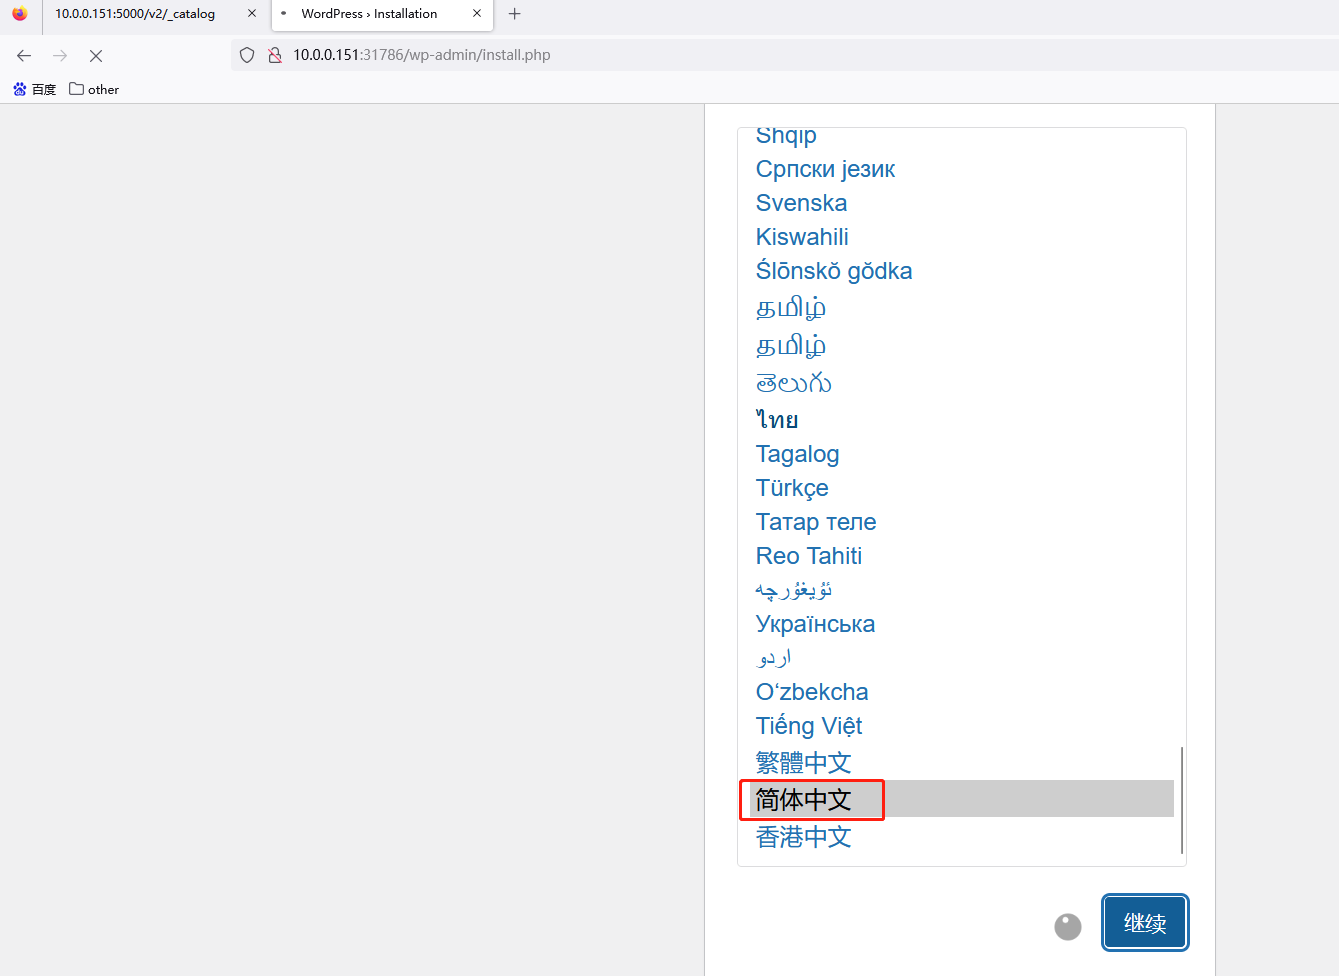 10.0.0.151:5000/v2/_catalog
WordPress › Installation
10.0.0.151:31786/wp-admin/install.php
百度
other
Shqip
Српски језик
Svenska
Kiswahili
Ślōnskŏ gŏdka
தமிழ்
தமிழ்
తెలుగు
ไทย
Tagalog
Türkçe
Татар теле
Reo Tahiti
ئۇيغۇرچە
Українська
اردو
O‘zbekcha
Tiếng Việt
繁體中文
简体中文
香港中文
继续